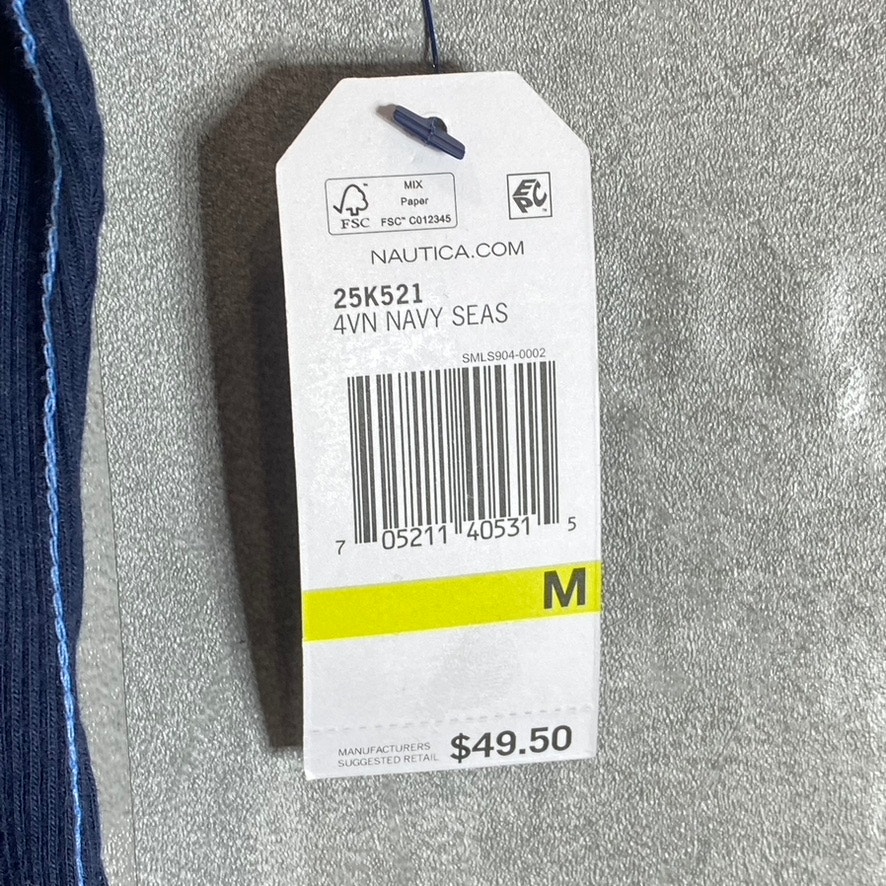 MIX
Paper
FSC™ C012345
FSC
EPC
NAUTICA.COM
25K521
4VN NAVY SEAS
SMLS904-0002
7 05211 40531 5
M
MANUFACTURERS
SUGGESTED RETAIL $49.50